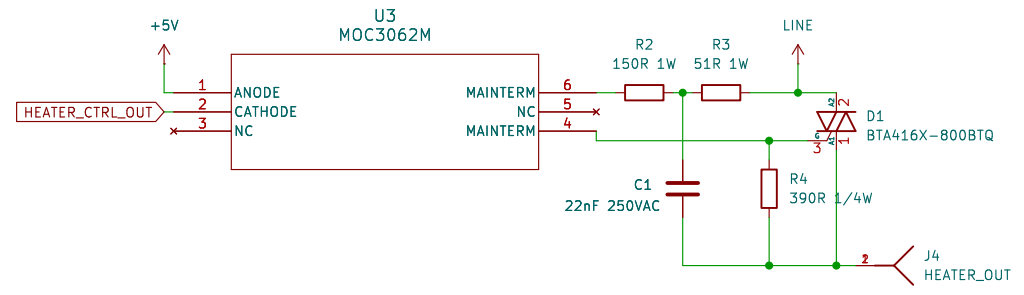 U3
MOC3062M
+5V
LINE
R2
150R 1W
R3
51R 1W
1
ANODE
MAINTERM
6
HEATER_CTRL_OUT
2
CATHODE
NC
5
3
NC
MAINTERM
4
A2
2
D1
BTA416X-800BTQ
G
A1
3
1
C1
22nF 250VAC
R4
390R 1/4W
J4
HEATER_OUT